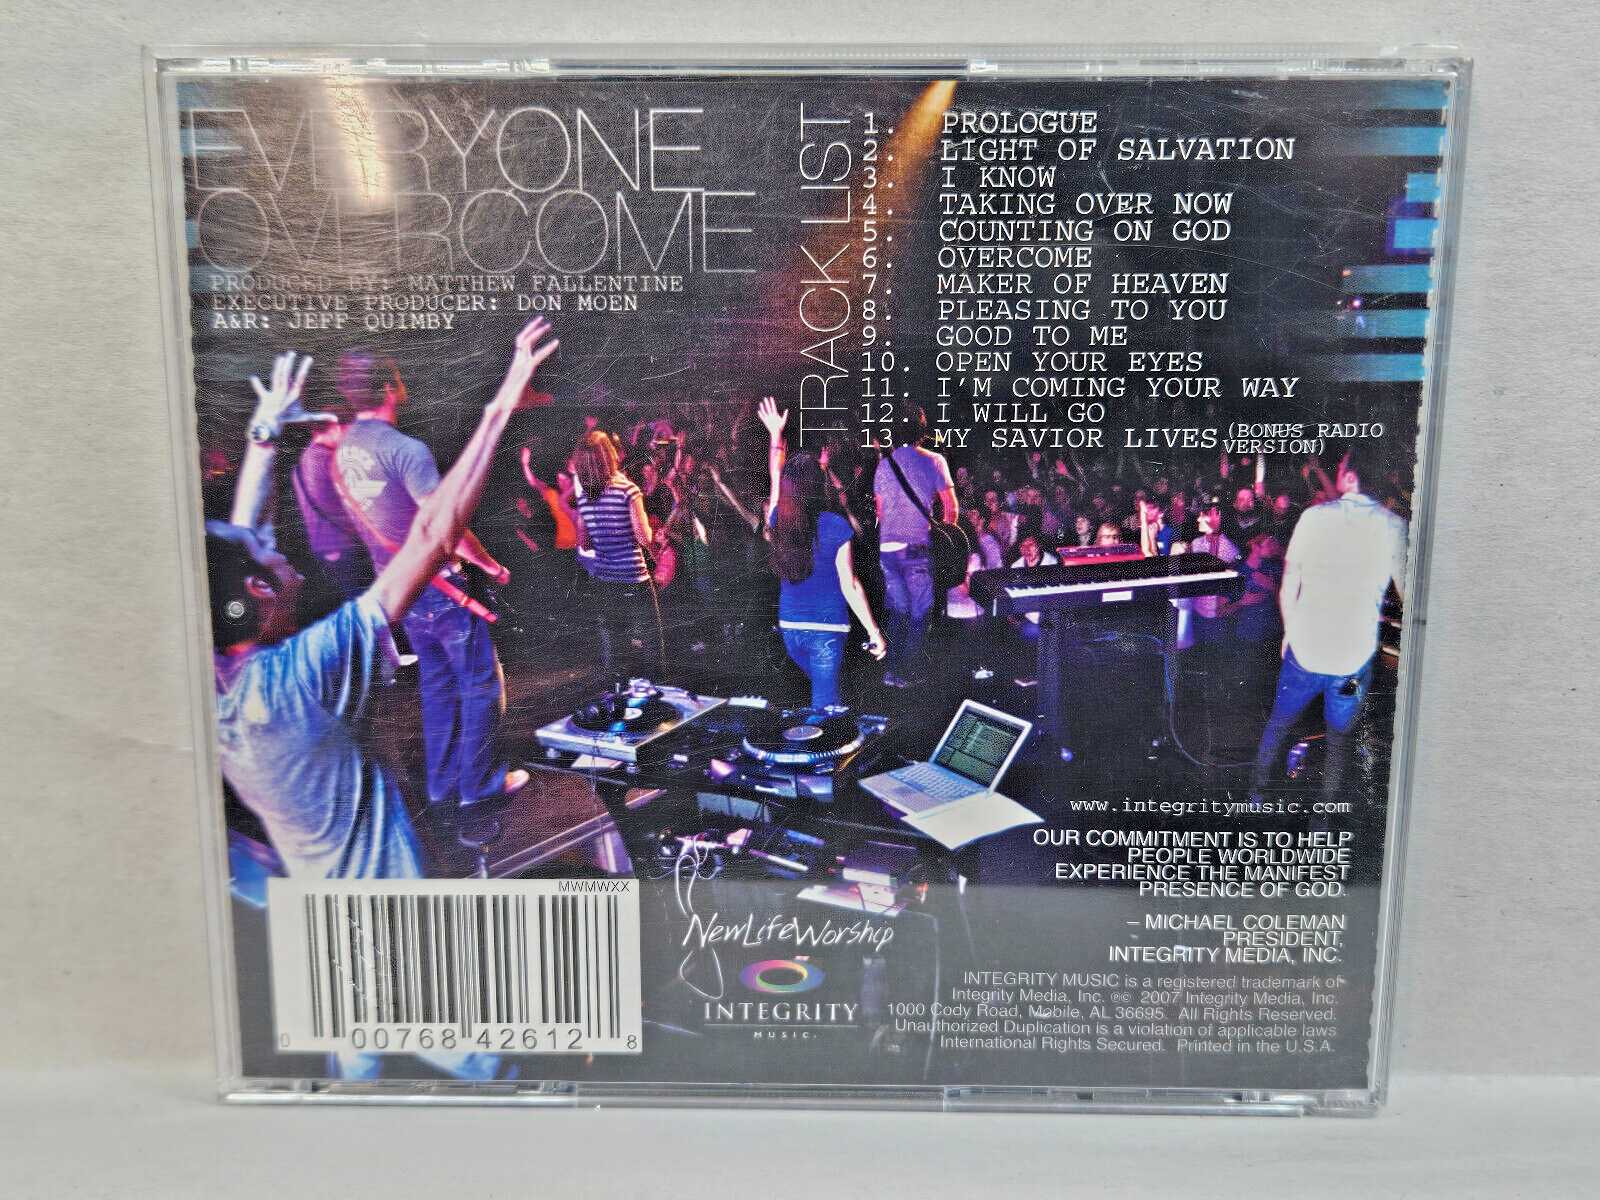 EVERYONE
OVERCOME
PRODUCED BY: MATTHEW FALLENTINE
EXECUTIVE PRODUCER: DON MOEN
A&R: JEFF QUIMBY
TRACK LIST
1. PROLOGUE
2. LIGHT OF SALVATION
3. I KNOW
4. TAKING OVER NOW
5. COUNTING ON GOD
6. OVERCOME
7. MAKER OF HEAVEN
8. PLEASING TO YOU
9. GOOD TO ME
10. OPEN YOUR EYES
11. I'M COMING YOUR WAY
12. I WILL GO
13. MY SAVIOR LIVES (BONUS RADIO
VERSION)
www.integritymusic.com
OUR COMMITMENT IS TO HELP
PEOPLE WORLDWIDE
EXPERIENCE THE MANIFEST
PRESENCE OF GOD.
– MICHAEL COLEMAN
PRESIDENT,
INTEGRITY MEDIA, INC.
INTEGRITY MUSIC is a registered trademark of
Integrity Media, Inc. ℗© 2007 Integrity Media, Inc.
1000 Cody Road, Mobile, AL 36695. All Rights Reserved.
Unauthorized Duplication is a violation of applicable laws
International Rights Secured. Printed in the U.S.A.
NewLifeWorship
INTEGRITY
MUSIC.
MWMWXX
0 00768 42612 8